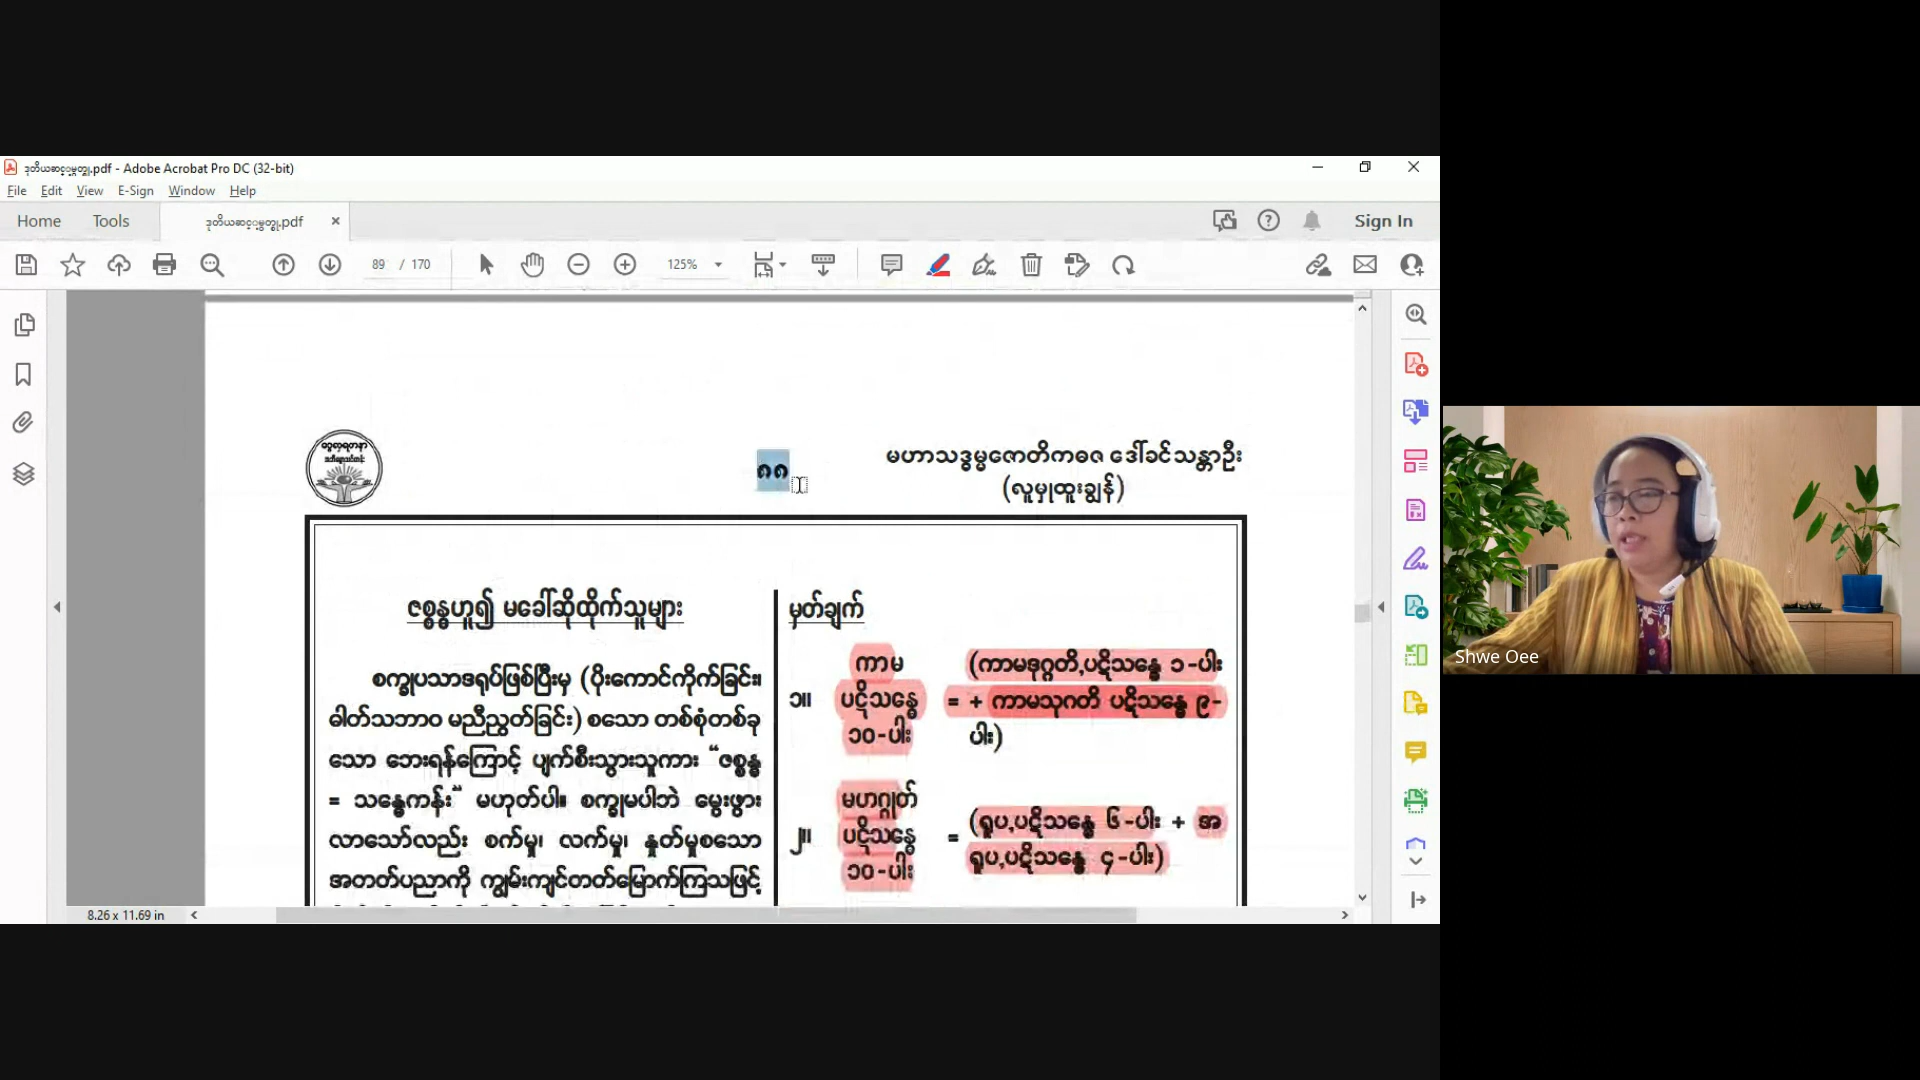 ဒုတိယဆင့်မှတ်စု.pdf - Adobe Acrobat Pro DC (32-bit)
File Edit View E-Sign Window Help
Home Tools ဒုတိယဆင့်မှတ်စု.pdf × Sign In
89 / 170 125%
၈၈
မဟာသဒ္ဓမ္မဇောတိကဓဇ ဒေါ်ခင်သန္တာဦး
(လူမှုထူးချွန်)
ဇစ္စန္ဓဟူ၍ မခေါ်ဆိုထိုက်သူများ
စက္ခုပသာဒရုပ်ဖြစ်ပြီးမှ (ပိုးကောင်ကိုက်ခြင်း၊
ဓါတ်သဘာဝ မညီညွတ်ခြင်း) စသော တစ်စုံတစ်ခု
သော ဘေးရန်ကြောင့် ပျက်စီးသွားသူကား “ဇစ္စန္ဓ
= သန္ဓေကန်း” မဟုတ်ပါ။ စက္ခုမပါဘဲ မွေးဖွား
လာသော်လည်း စက်မှု၊ လက်မှု၊ နှုတ်မှုစသော
အတတ်ပညာကို ကျွမ်းကျင်တတ်မြောက်ကြသဖြင့်
မှတ်ချက်
၁။ ကာမ ပဋိသန္ဓေ ၁၀-ပါး = (ကာမဒုဂ္ဂတိ,ပဋိသန္ဓေ ၁-ပါး
+ ကာမသုဂတိ ပဋိသန္ဓေ ၉-
ပါး)
၂။ မဟဂ္ဂုတ် ပဋိသန္ဓေ ၁၀-ပါး = (ရူပ,ပဋိသန္ဓေ ၆-ပါး + အ
ရူပ,ပဋိသန္ဓေ ၄-ပါး)
8.26 x 11.69 in
Shwe Oee